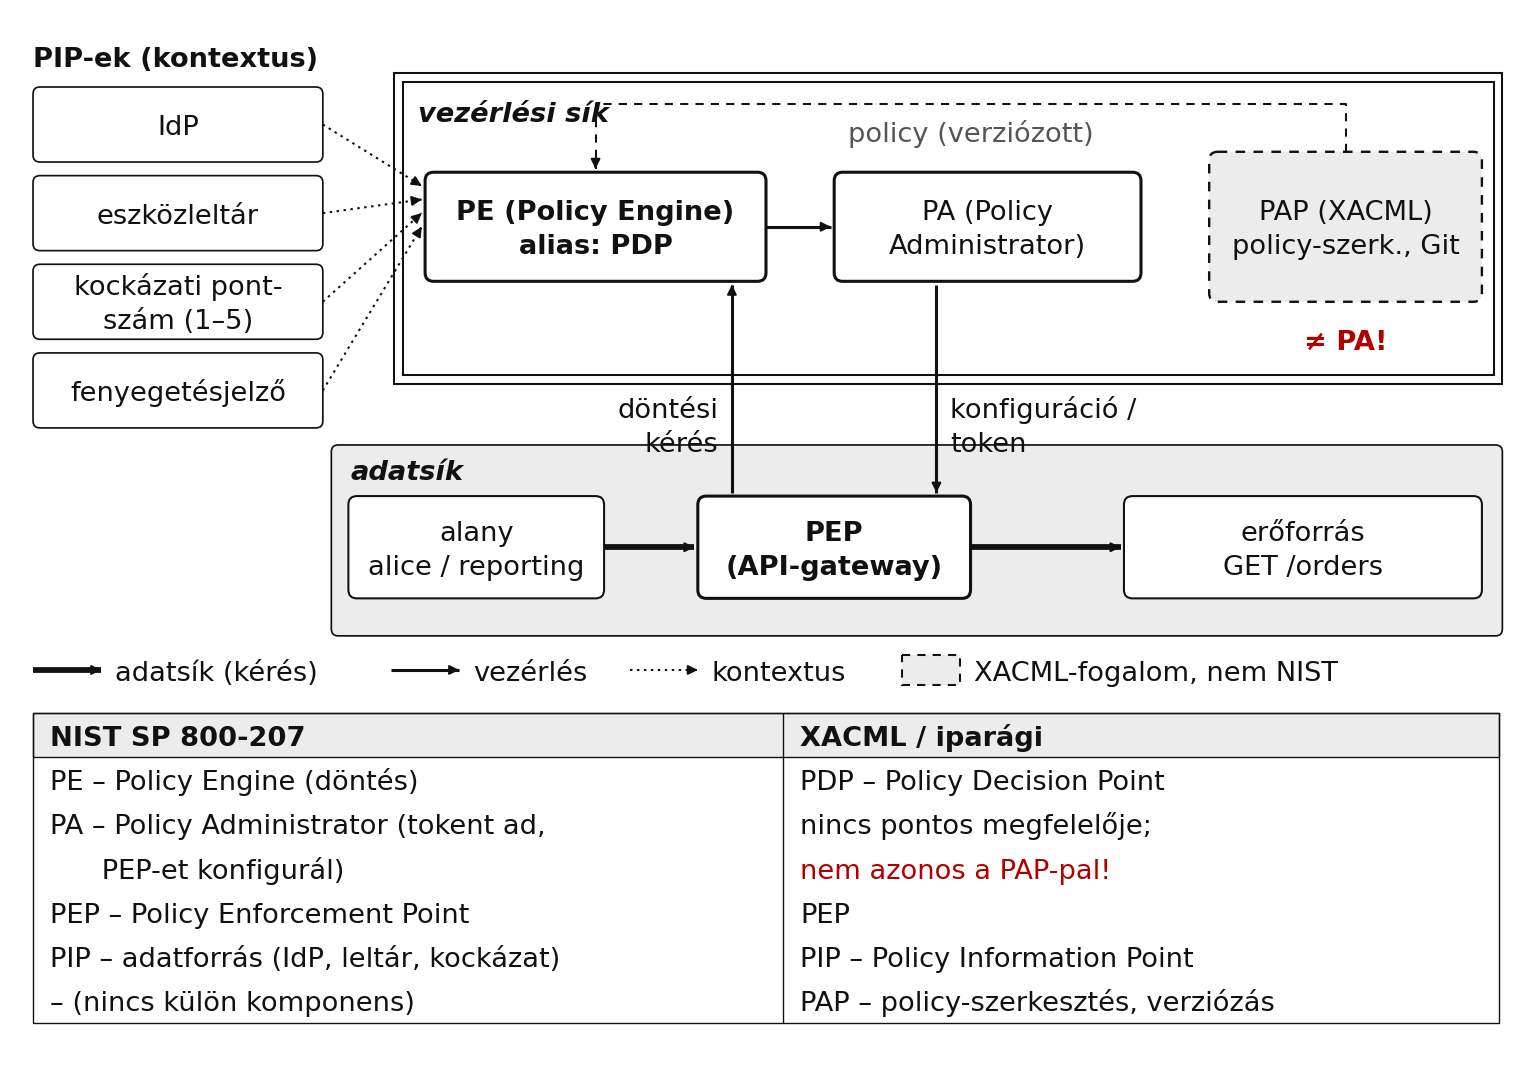 PIP-ek (kontextus)
IdP
eszközleltár
kockázati pont-
szám (1–5)
fenyegetésjelző
vezérlési sík
policy (verziózott)
PE (Policy Engine)
alias: PDP
PA (Policy
Administrator)
PAP (XACML)
policy-szerk., Git
≠ PA!
döntési
kérés
konfiguráció /
token
adatsík
alany
alice / reporting
PEP
(API-gateway)
erőforrás
GET /orders
adatsík (kérés)
vezérlés
kontextus
XACML-fogalom, nem NIST
NIST SP 800-207
XACML / iparági
PE – Policy Engine (döntés)
PDP – Policy Decision Point
PA – Policy Administrator (tokent ad,
nincs pontos megfelelője;
PEP-et konfigurál)
nem azonos a PAP-pal!
PEP – Policy Enforcement Point
PEP
PIP – adatforrás (IdP, leltár, kockázat)
PIP – Policy Information Point
– (nincs külön komponens)
PAP – policy-szerkesztés, verziózás